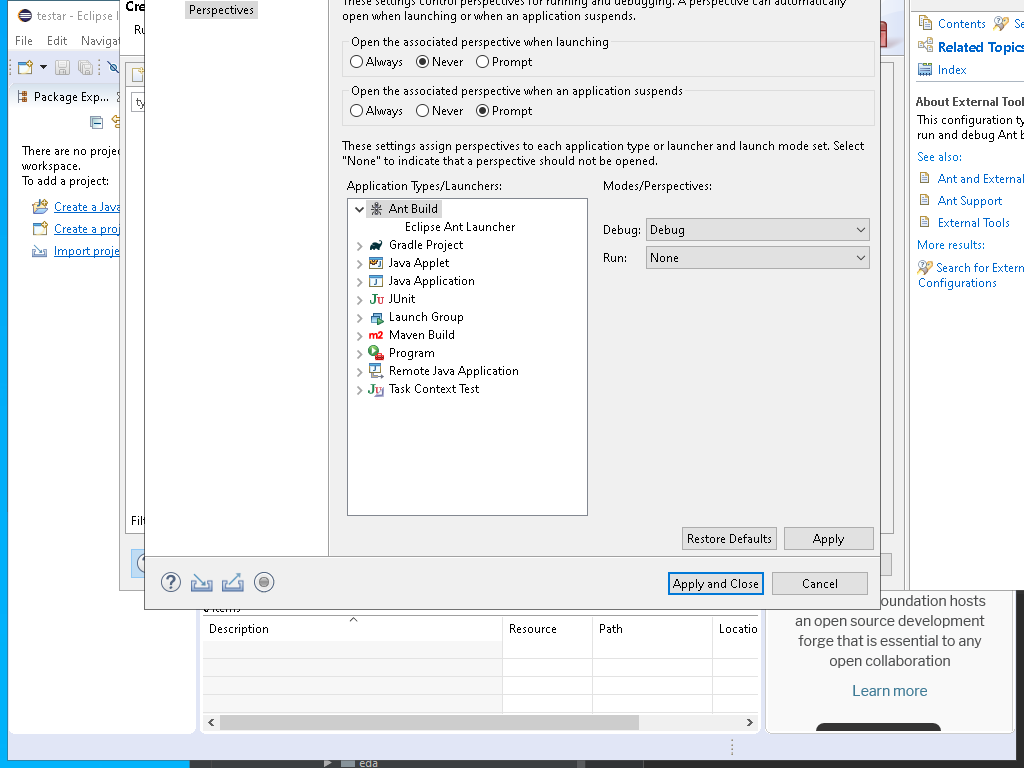 testar - Eclipse I
File Edit Navigat
Package Exp...
There are no projec
workspace.
To add a project:
Create a Java
Create a proj
Import proje
Cre
Ru
ty
Filt
Perspectives
These settings control perspectives for running and debugging. A perspective can automatically
open when launching or when an application suspends.
Open the associated perspective when launching
Always Never Prompt
Open the associated perspective when an application suspends
Always Never Prompt
These settings assign perspectives to each application type or launcher and launch mode set. Select
"None" to indicate that a perspective should not be opened.
Application Types/Launchers:
Ant Build
Eclipse Ant Launcher
Gradle Project
Java Applet
Java Application
JUnit
Launch Group
Maven Build
Program
Remote Java Application
Task Context Test
Modes/Perspectives:
Debug: Debug
Run: None
Restore Defaults Apply
Apply and Close Cancel
Contents Se
Related Topics
Index
About External Tool
This configuration ty
run and debug Ant b
See also:
Ant and External
Ant Support
External Tools
More results:
Search for Extern
Configurations
items
Description Resource Path Locatio
oundation hosts
an open source development
forge that is essential to any
open collaboration
Learn more
eda